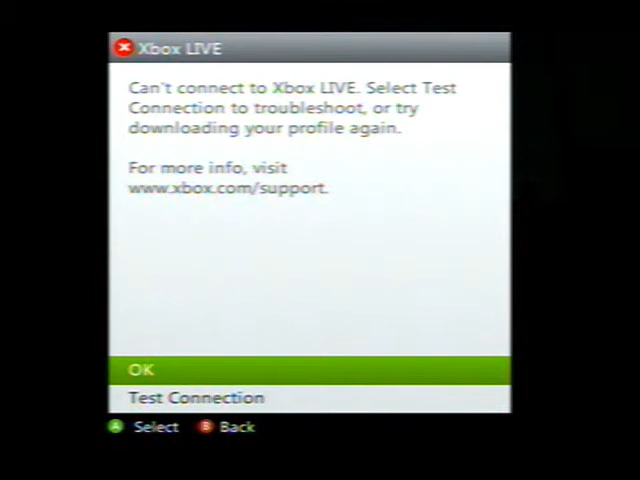 Xbox LIVE
Can't connect to Xbox LIVE. Select Test
Connection to troubleshoot, or try
downloading your profile again.
For more info, visit
www.xbox.com/support.
OK
Test Connection
A Select B Back